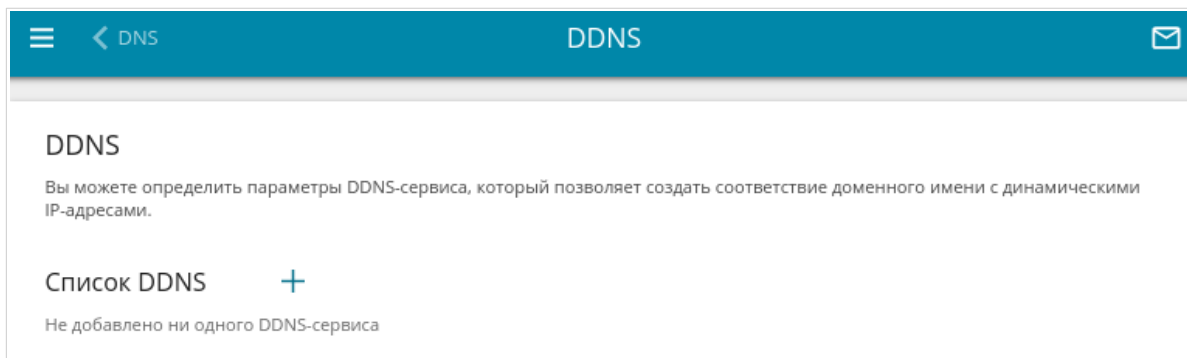 DNS
DDNS
DDNS
Вы можете определить параметры DDNS-сервиса, который позволяет создать соответствие доменного имени с динамическими
IP-адресами.
Список DDNS
Не добавлено ни одного DDNS-сервиса